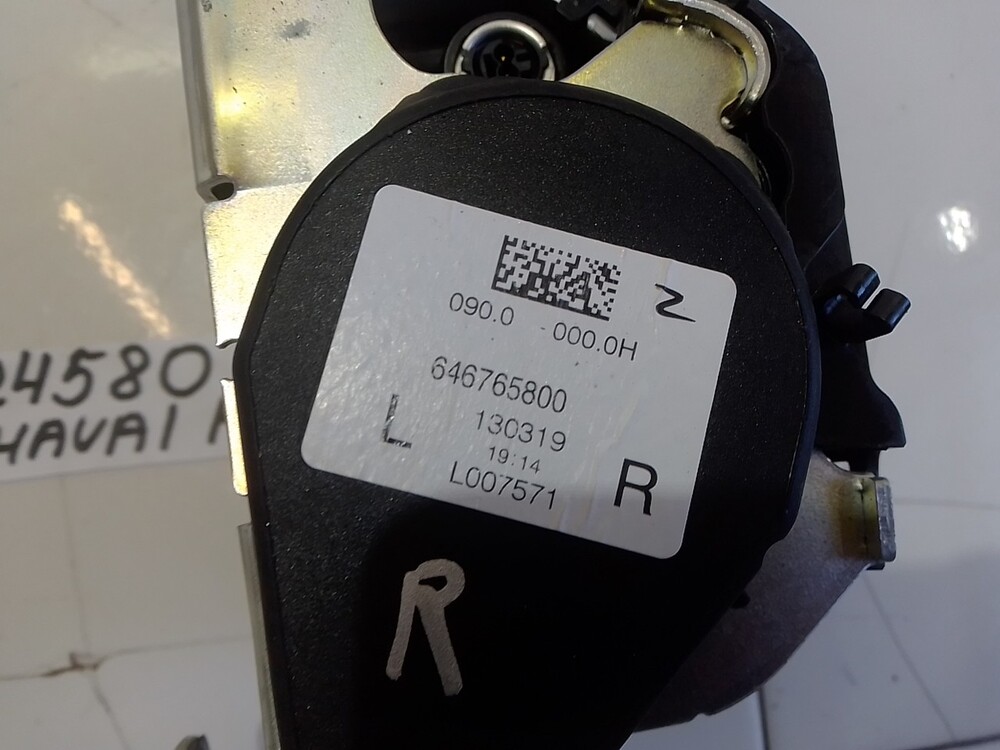 Z
090.0 -000.0H
646765800
L
130319
19:14
L007571
R
R
24580
HAVAI